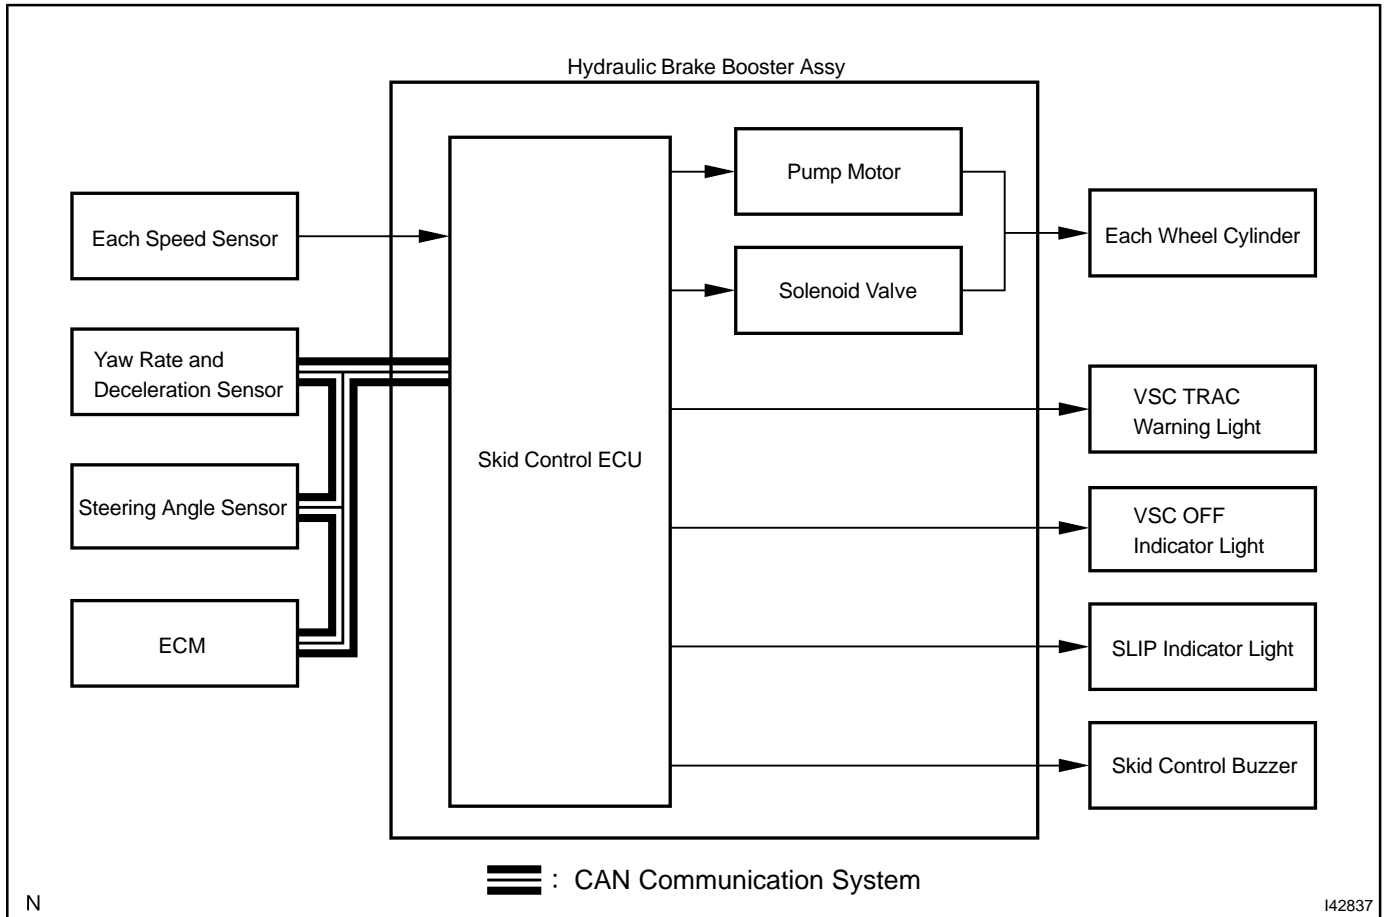 Hydraulic Brake Booster Assy
Each Speed Sensor
Yaw Rate and
Deceleration Sensor
Steering Angle Sensor
ECM
Skid Control ECU
Pump Motor
Solenoid Valve
Each Wheel Cylinder
VSC TRAC
Warning Light
VSC OFF
Indicator Light
SLIP Indicator Light
Skid Control Buzzer
: CAN Communication System
N
I42837